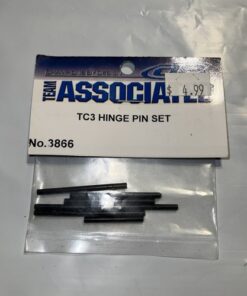 TEAM
ASSOCIATED
$ 4.99
TC3 HINGE PIN SET
No.3866